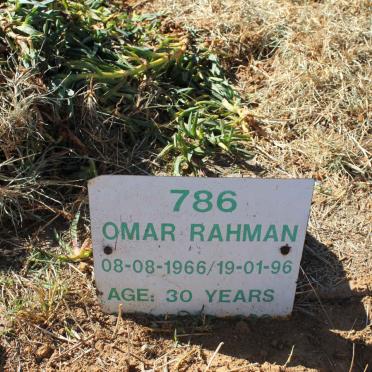 786
OMAR RAHMAN
08-08-1966/19-01-96
AGE: 30 YEARS